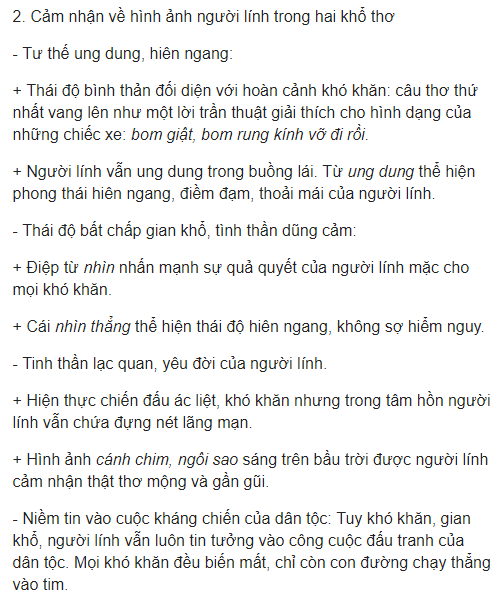 2. Cảm nhận về hình ảnh người lính trong hai khổ thơ
- Tư thế ung dung, hiên ngang:
+ Thái độ bình thản đối diện với hoàn cảnh khó khăn: câu thơ thứ
nhất vang lên như một lời trần thuật giải thích cho hình dạng của
những chiếc xe: bom giật, bom rung kính vỡ đi rồi.
+ Người lính vẫn ung dung trong buồng lái. Từ ung dung thể hiện
phong thái hiên ngang, điềm đạm, thoải mái của người lính.
- Thái độ bất chấp gian khổ, tình thần dũng cảm:
+ Điệp từ nhìn nhấn mạnh sự quả quyết của người lính mặc cho
mọi khó khăn.
+ Cái nhìn thẳng thể hiện thái độ hiên ngang, không sợ hiểm nguy.
- Tinh thần lạc quan, yêu đời của người lính.
+ Hiện thực chiến đấu ác liệt, khó khăn nhưng trong tâm hồn người
lính vẫn chứa đựng nét lãng mạn.
+ Hình ảnh cánh chim, ngôi sao sáng trên bầu trời được người lính
cảm nhận thật thơ mộng và gần gũi.
- Niềm tin vào cuộc kháng chiến của dân tộc: Tuy khó khăn, gian
khổ, người lính vẫn luôn tin tưởng vào công cuộc đấu tranh của
dân tộc. Mọi khó khăn đều biến mất, chỉ còn con đường chạy thẳng
vào tim.